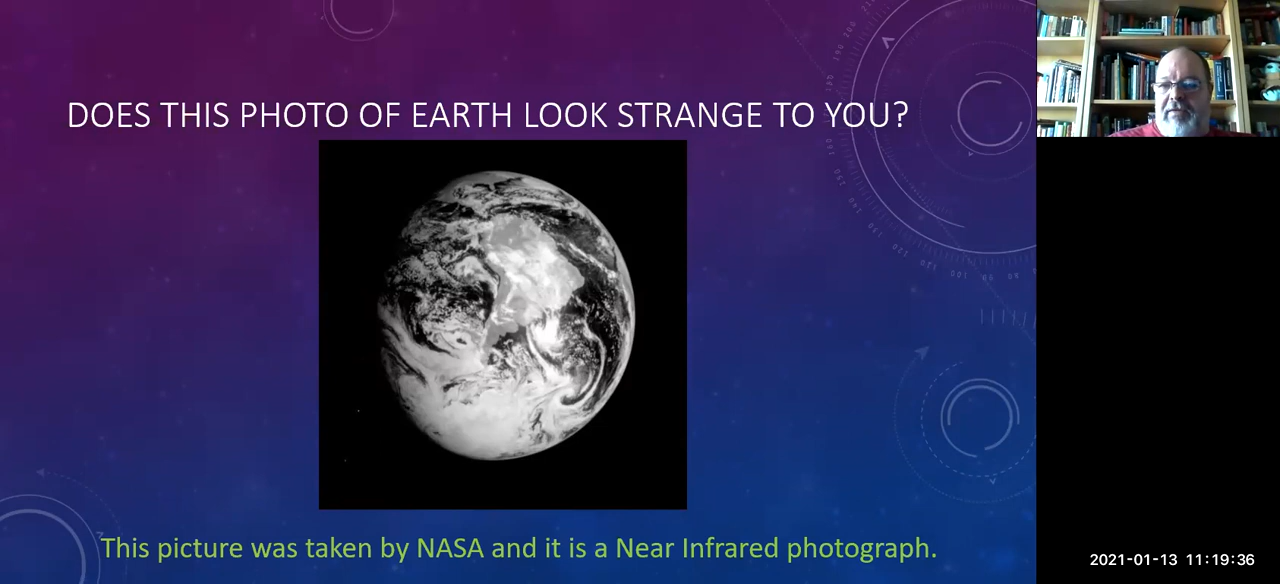 DOES THIS PHOTO OF EARTH LOOK STRANGE TO YOU?
This picture was taken by NASA and it is a Near Infrared photograph.
2021-01-13 11:19:36